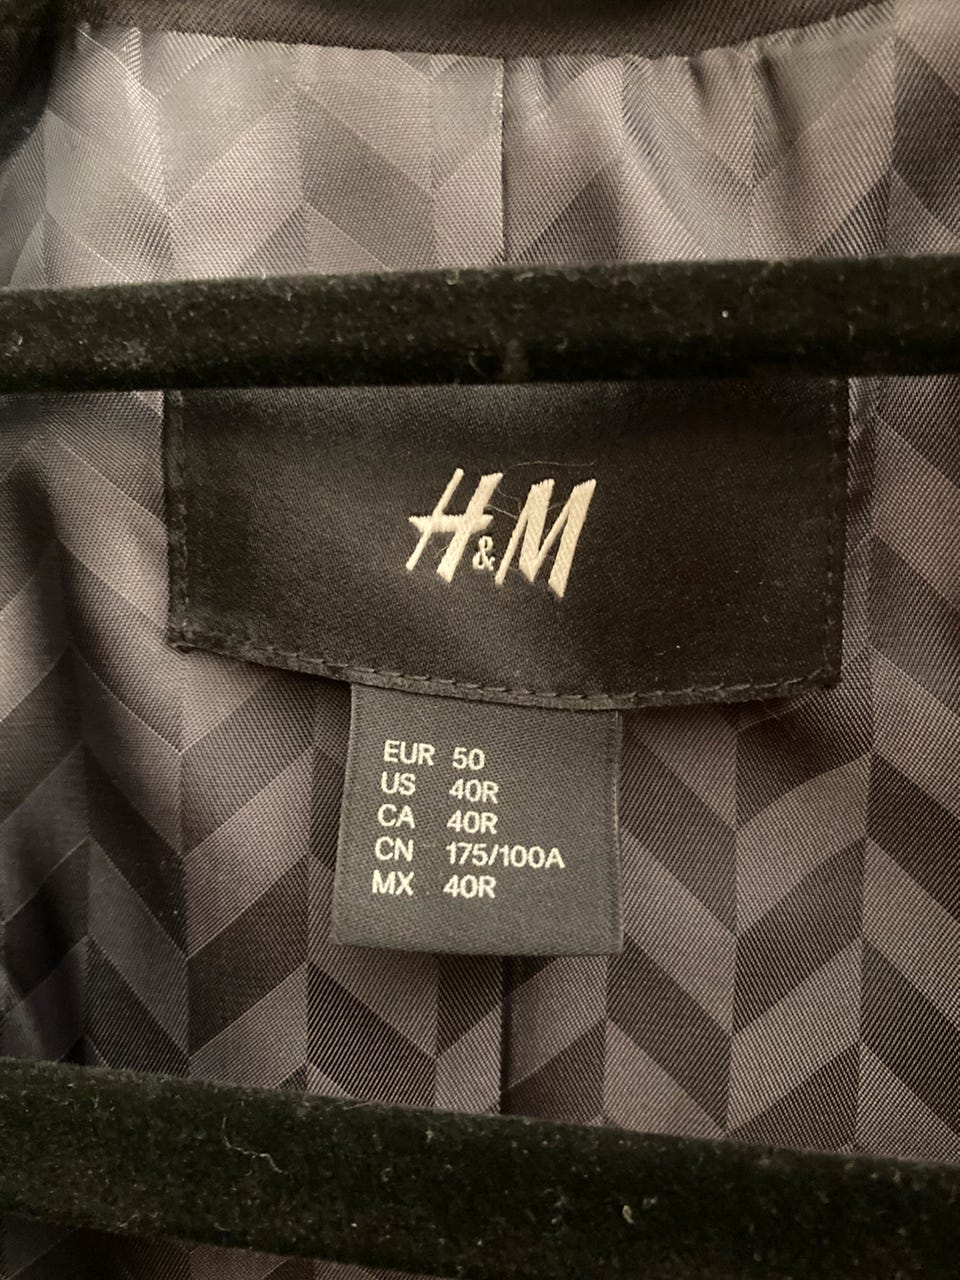 H&M
EUR 50
US 40R
CA 40R
CN 175/100A
MX 40R